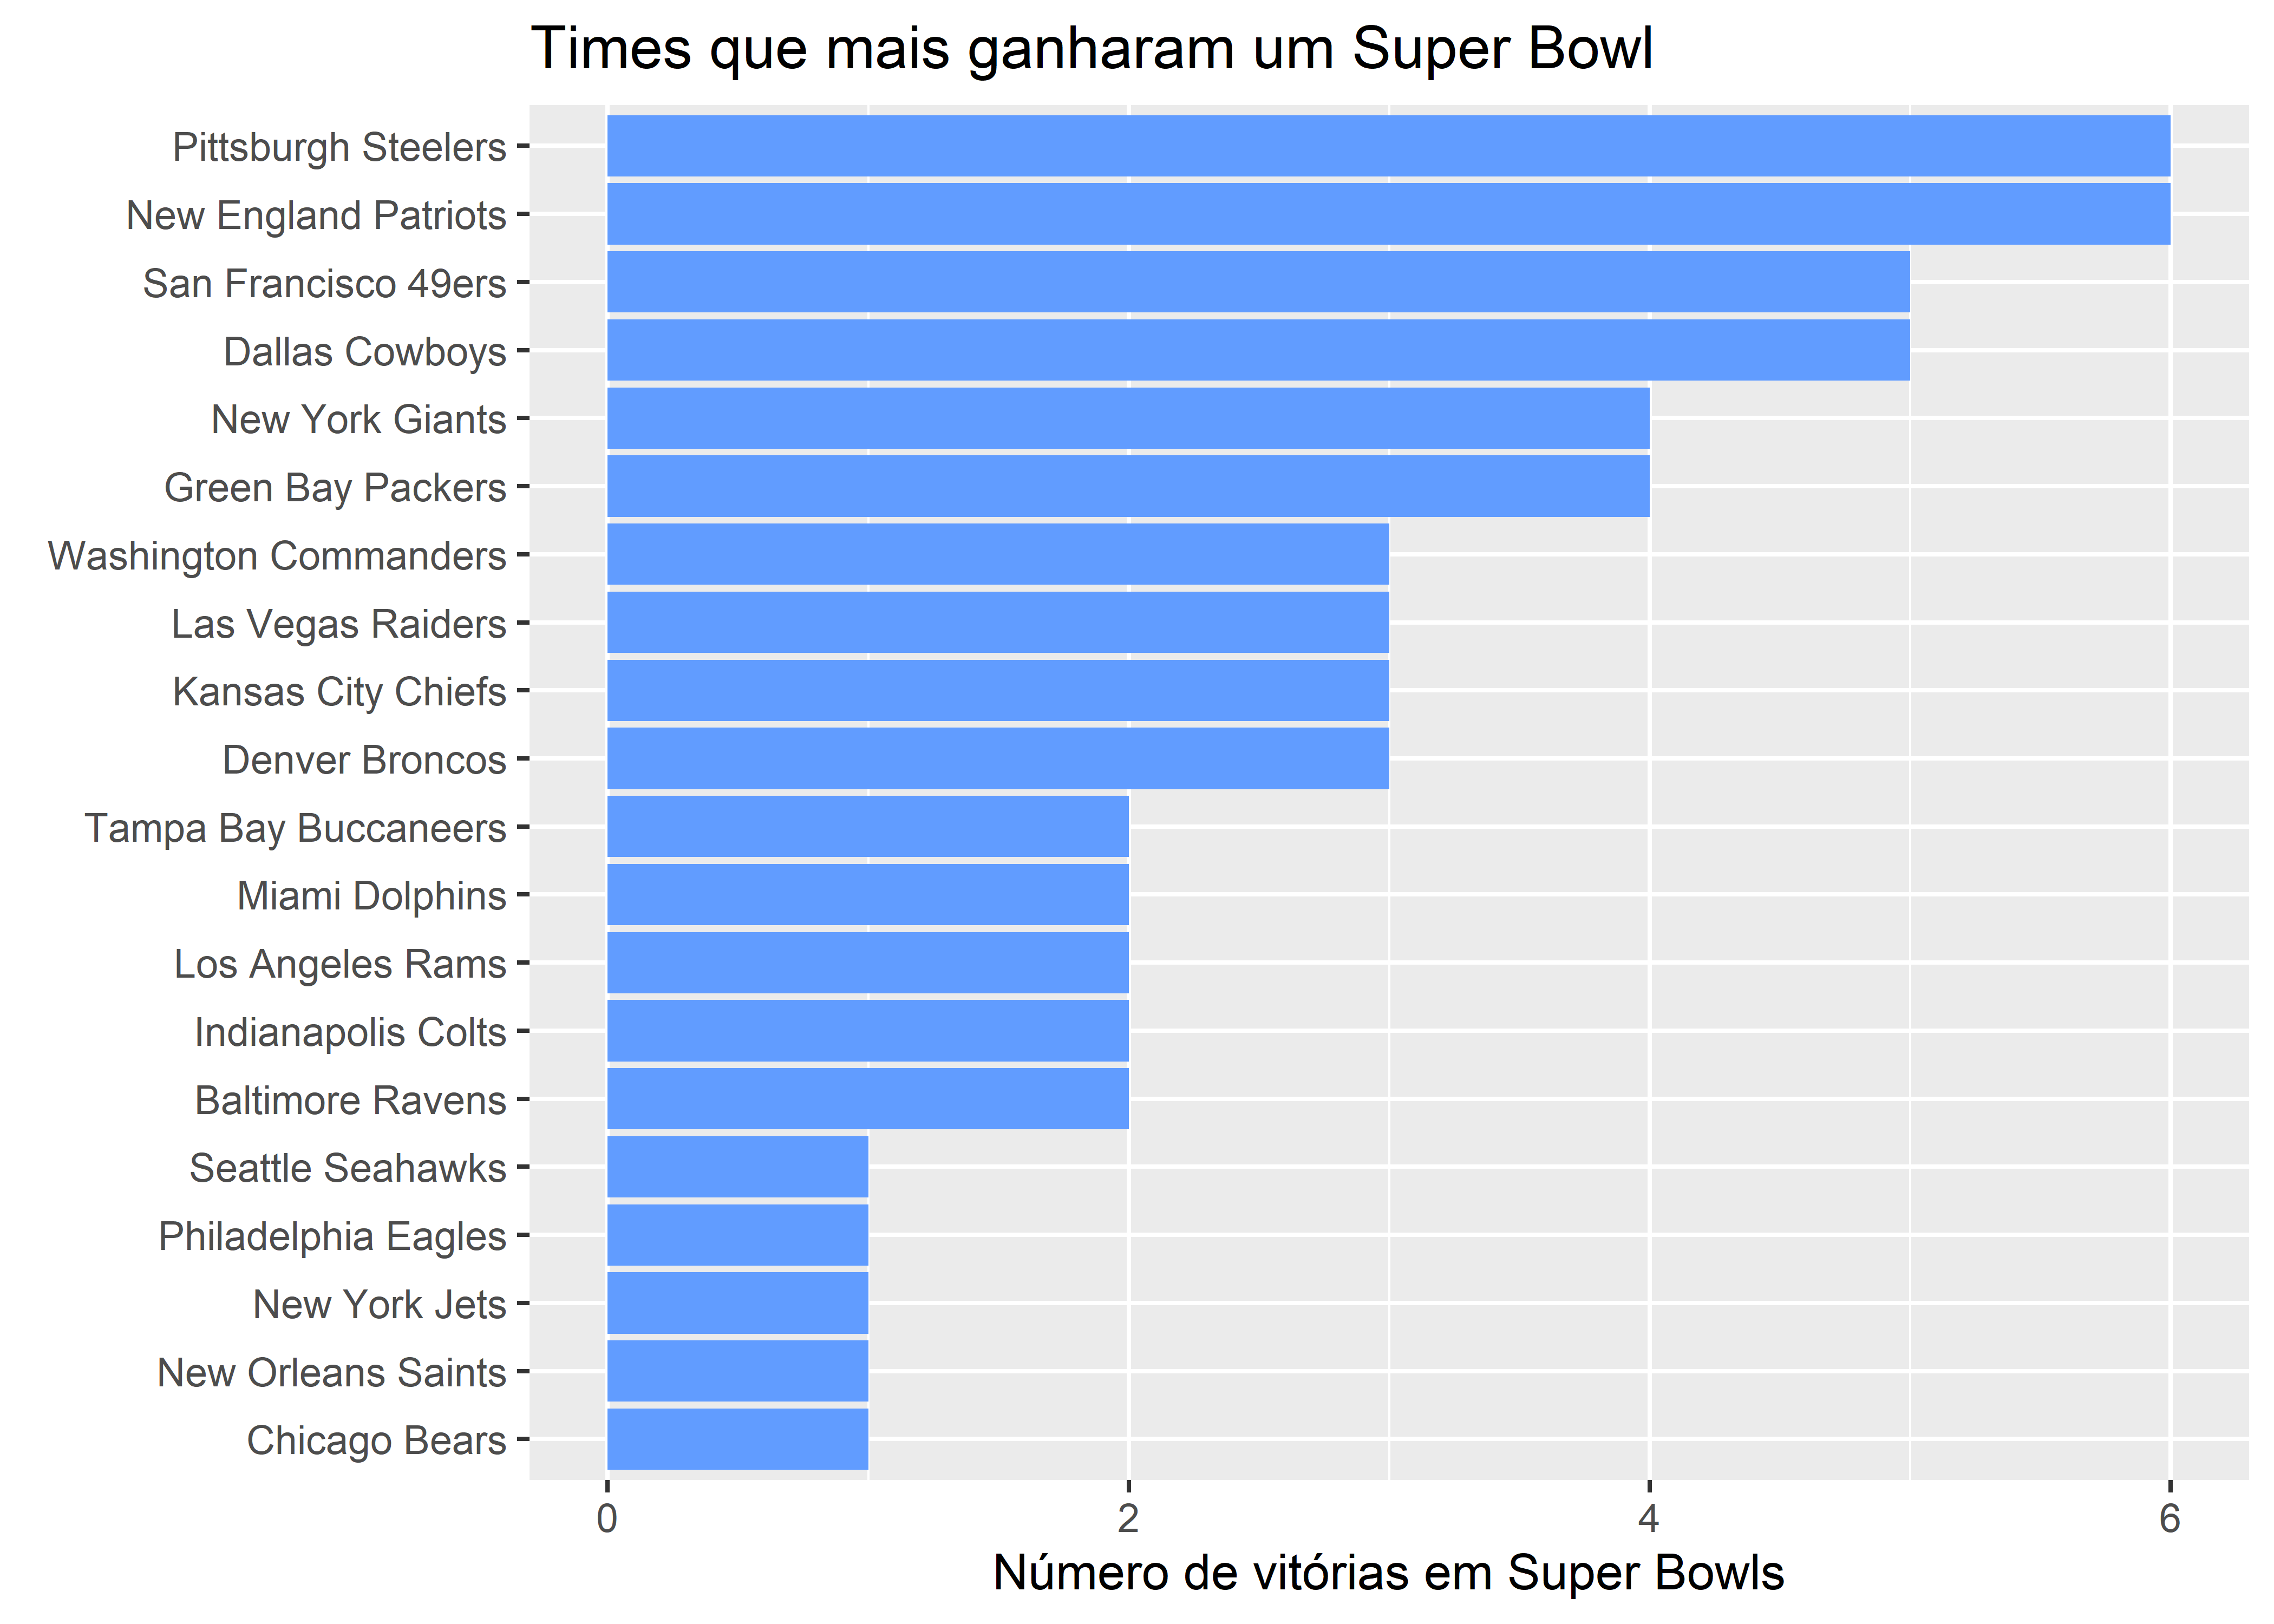 Times que mais ganharam um Super Bowl
Pittsburgh Steelers
New England Patriots
San Francisco 49ers
Dallas Cowboys
New York Giants
Green Bay Packers
Washington Commanders
Las Vegas Raiders
Kansas City Chiefs
Denver Broncos
Tampa Bay Buccaneers
Miami Dolphins
Los Angeles Rams
Indianapolis Colts
Baltimore Ravens
Seattle Seahawks
Philadelphia Eagles
New York Jets
New Orleans Saints
Chicago Bears
0 2 4 6
Número de vitórias em Super Bowls